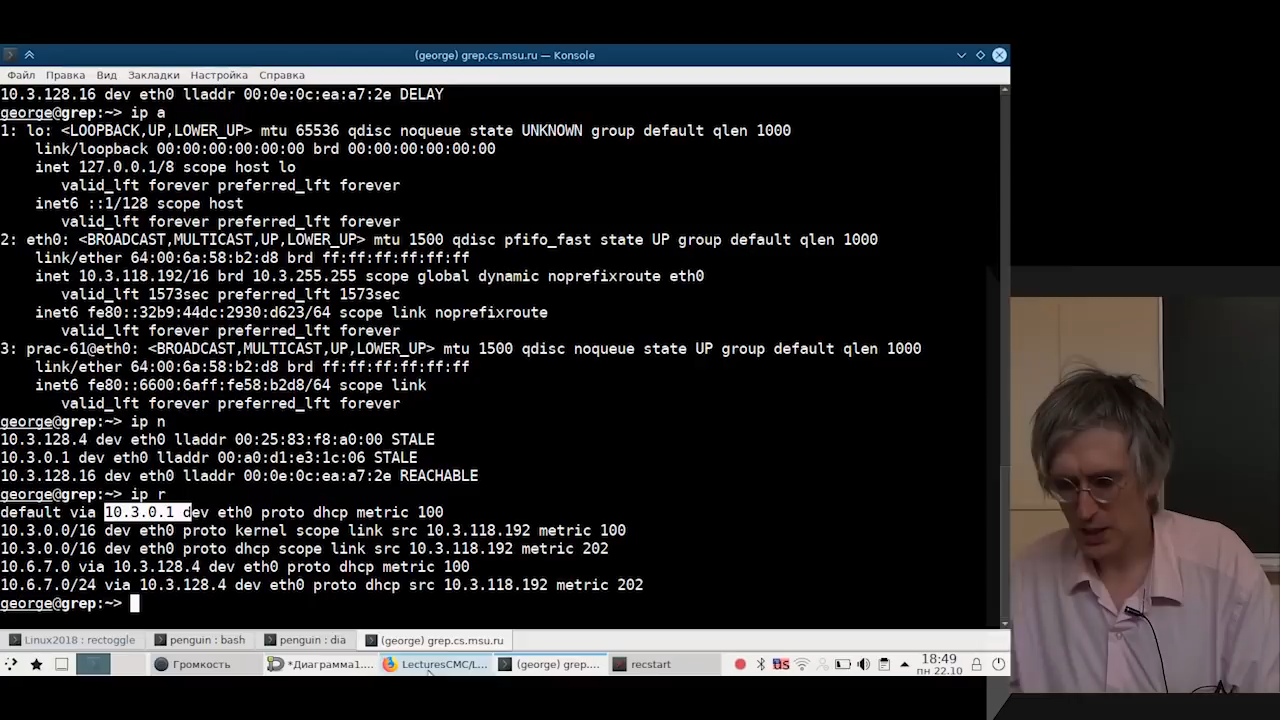 (george) grep.cs.msu.ru — Konsole
Файл Правка Вид Закладки Настройка Справка
10.3.128.16 dev eth0 lladdr 00:0e:0c:ea:a7:2e DELAY
george@grep:~> ip a
1: lo: <LOOPBACK,UP,LOWER_UP> mtu 65536 qdisc noqueue state UNKNOWN group default qlen 1000
link/loopback 00:00:00:00:00:00 brd 00:00:00:00:00:00
inet 127.0.0.1/8 scope host lo
valid_lft forever preferred_lft forever
inet6 ::1/128 scope host
valid_lft forever preferred_lft forever
2: eth0: <BROADCAST,MULTICAST,UP,LOWER_UP> mtu 1500 qdisc pfifo_fast state UP group default qlen 1000
link/ether 64:00:6a:58:b2:d8 brd ff:ff:ff:ff:ff:ff
inet 10.3.118.192/16 brd 10.3.255.255 scope global dynamic noprefixroute eth0
valid_lft 1573sec preferred_lft 1573sec
inet6 fe80::32b9:44dc:2930:d623/64 scope link noprefixroute
valid_lft forever preferred_lft forever
3: prac-61@eth0: <BROADCAST,MULTICAST,UP,LOWER_UP> mtu 1500 qdisc noqueue state UP group default qlen 1000
link/ether 64:00:6a:58:b2:d8 brd ff:ff:ff:ff:ff:ff
inet6 fe80::6600:6aff:fe58:b2d8/64 scope link
valid_lft forever preferred_lft forever
george@grep:~> ip n
10.3.128.4 dev eth0 lladdr 00:25:83:f8:a0:00 STALE
10.3.0.1 dev eth0 lladdr 00:a0:d1:e3:1c:06 STALE
10.3.128.16 dev eth0 lladdr 00:0e:0c:ea:a7:2e REACHABLE
george@grep:~> ip r
default via 10.3.0.1 dev eth0 proto dhcp metric 100
10.3.0.0/16 dev eth0 proto kernel scope link src 10.3.118.192 metric 100
10.3.0.0/16 dev eth0 proto dhcp scope link src 10.3.118.192 metric 202
10.6.7.0 via 10.3.128.4 dev eth0 proto dhcp metric 100
10.6.7.0/24 via 10.3.128.4 dev eth0 proto dhcp src 10.3.118.192 metric 202
george@grep:~>
Linux2018 : rectoggle penguin : bash penguin : dia (george) grep.cs.msu.ru
Громкость *Диаграмма1.... LecturesCMC/L... (george) grep.... recstart us 18:49
пн 22.10